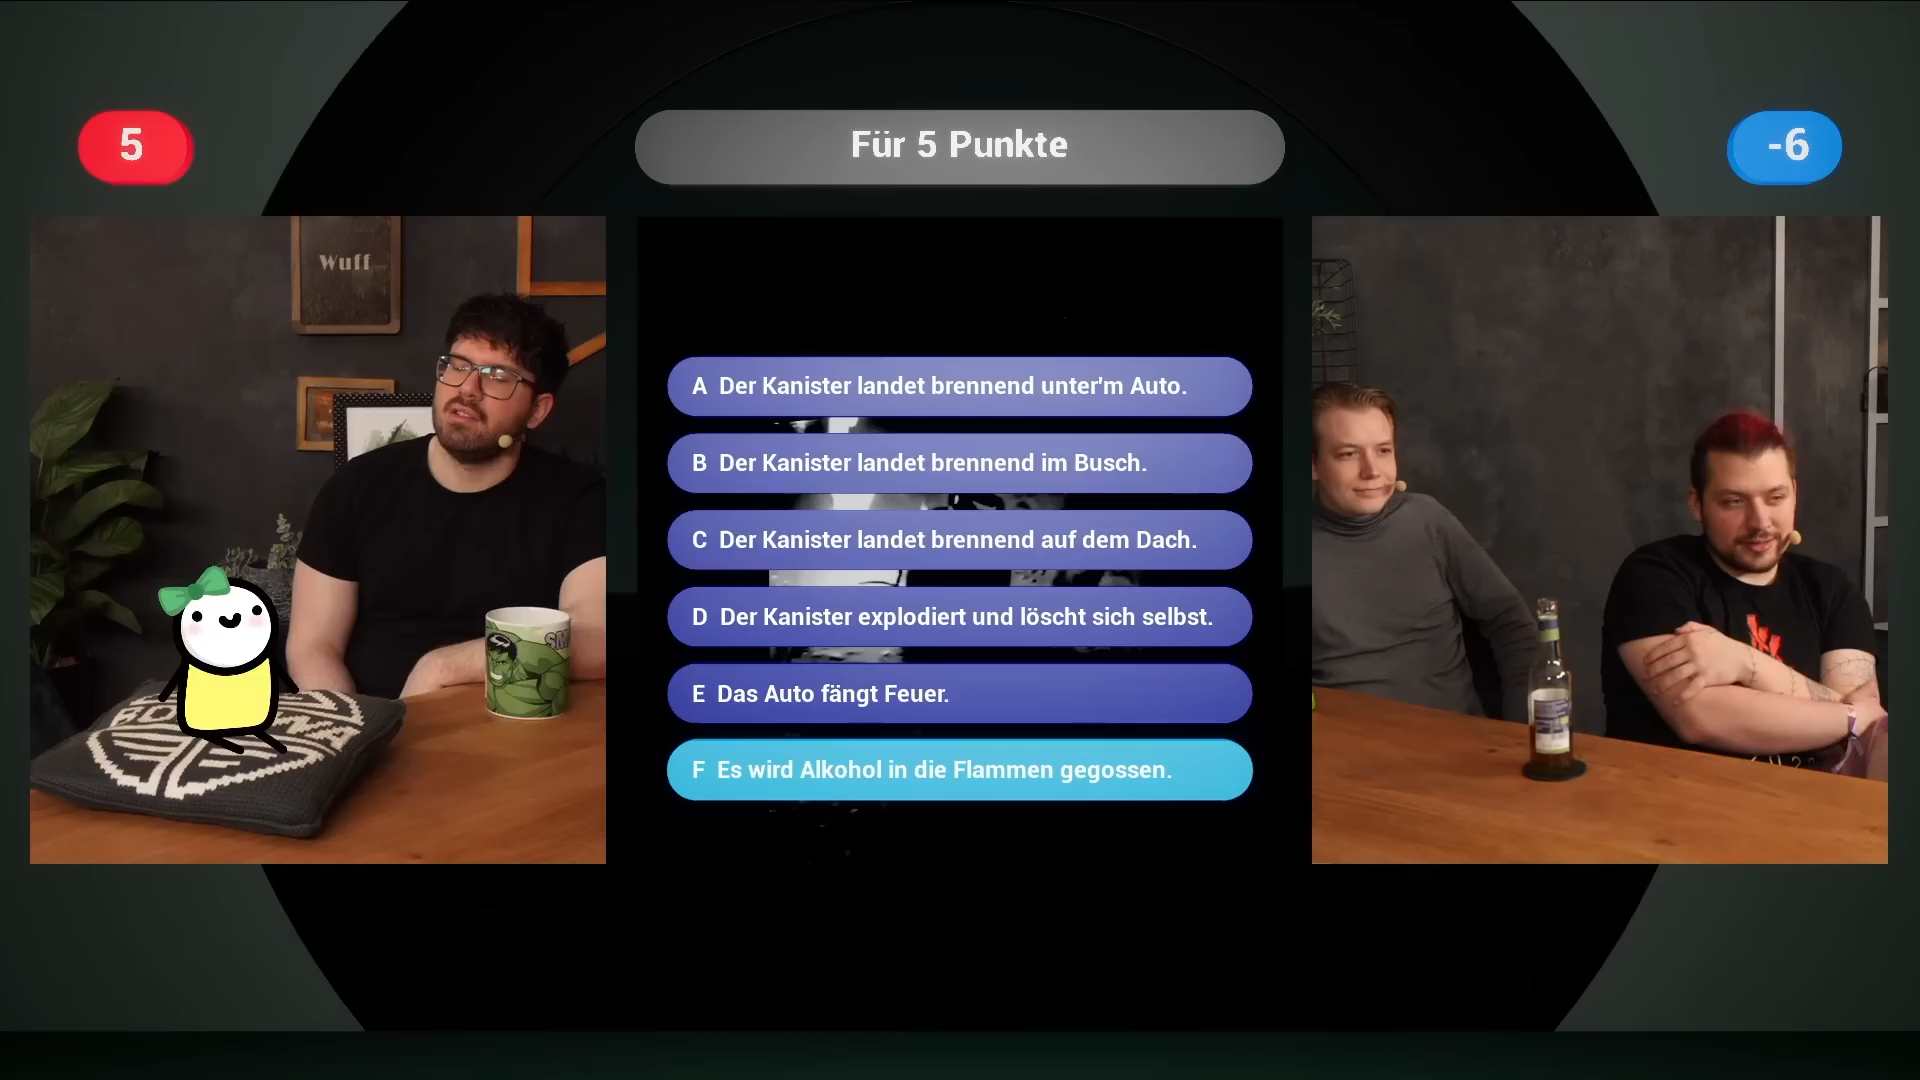 5
Für 5 Punkte
-6
Wuff
A Der Kanister landet brennend unter'm Auto.
B Der Kanister landet brennend im Busch.
C Der Kanister landet brennend auf dem Dach.
D Der Kanister explodiert und löscht sich selbst.
E Das Auto fängt Feuer.
F Es wird Alkohol in die Flammen gegossen.